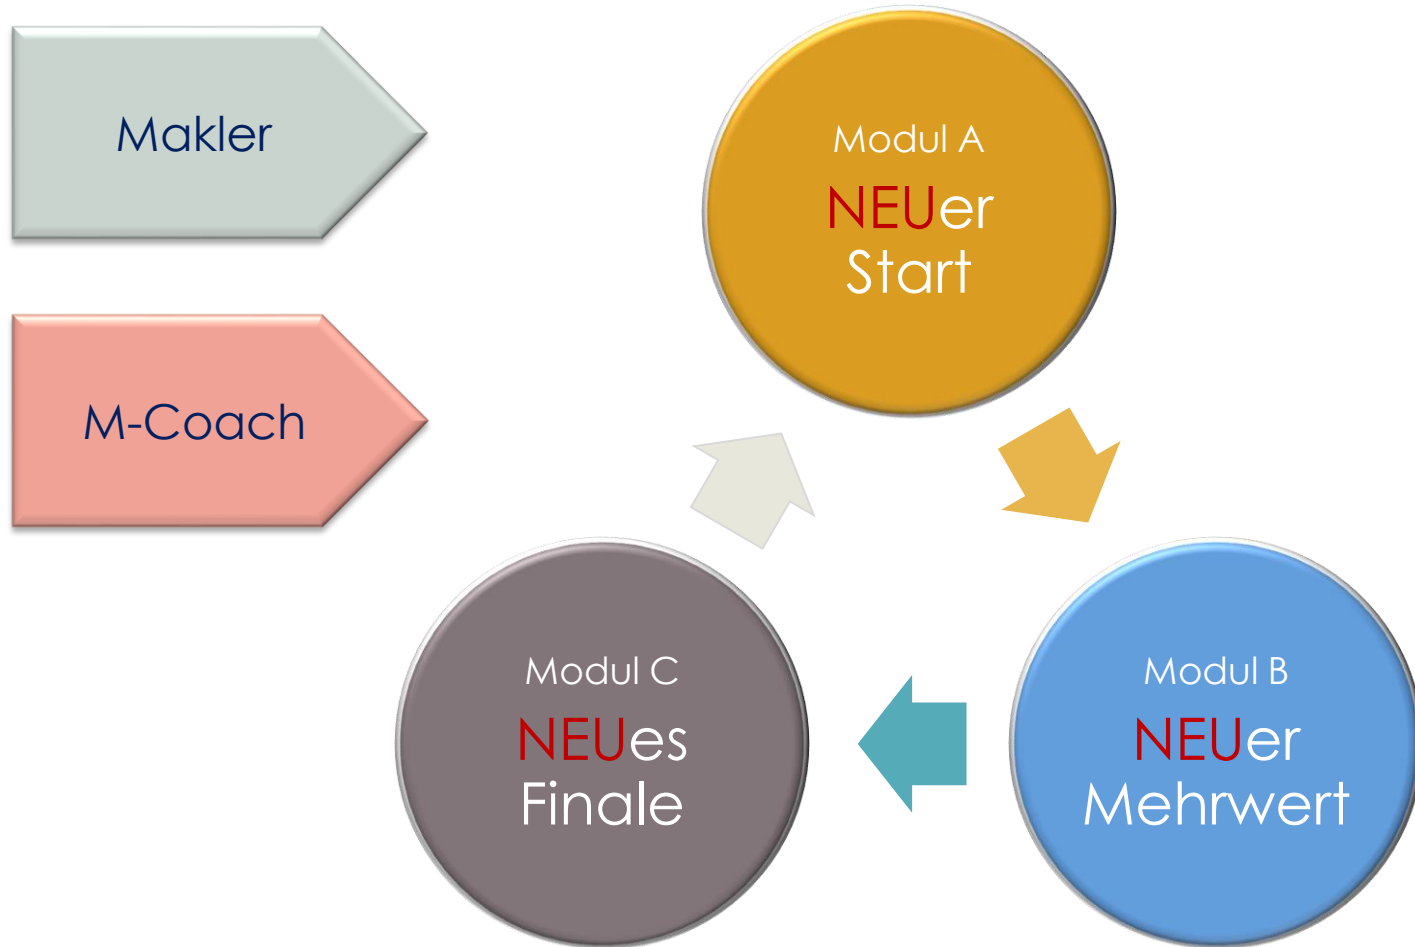 Makler
M-Coach
Modul A
NEUer
Start
Modul B
NEUer
Mehrwert
Modul C
NEUes
Finale